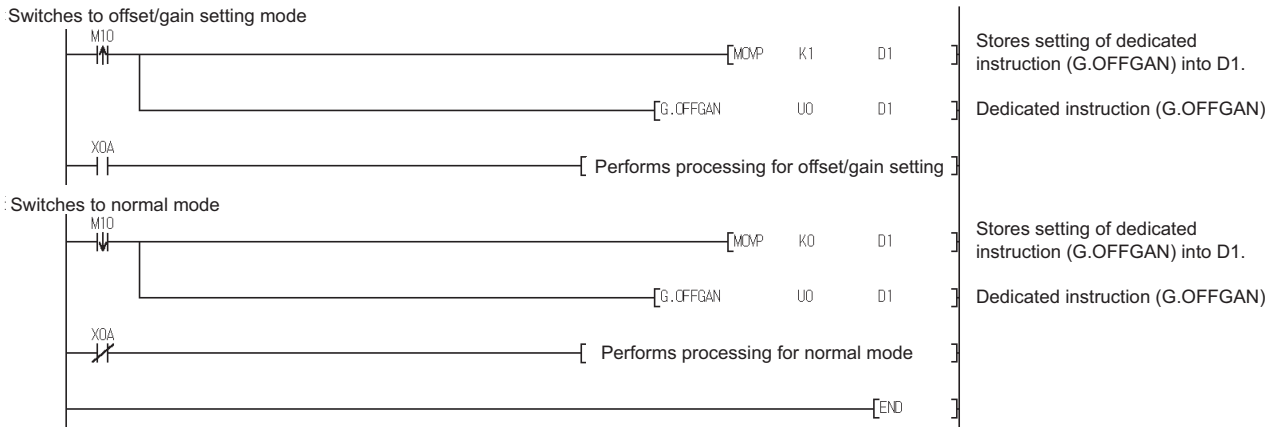 Switches to offset/gain setting mode
M10
MOVP K1 D1
Stores setting of dedicated
instruction (G.OFFGAN) into D1.
G.OFFGAN U0 D1
Dedicated instruction (G.OFFGAN)
X0A
Performs processing for offset/gain setting
: Switches to normal mode
M10
MOVP K0 D1
Stores setting of dedicated
instruction (G.OFFGAN) into D1.
G.OFFGAN U0 D1
Dedicated instruction (G.OFFGAN)
X0A
Performs processing for normal mode
END